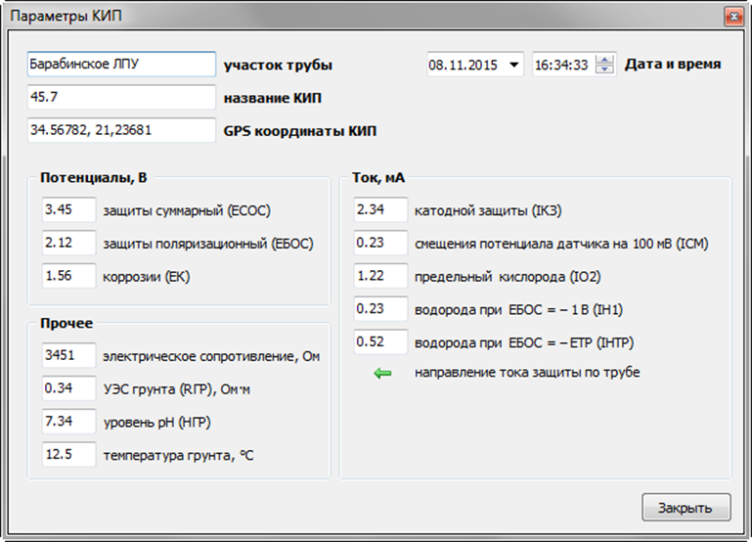 Параметры КИП
Барабинское ЛПУ участок трубы 08.11.2015 16:34:33 Дата и время
45.7 название КИП
34.56782, 21,23681 GPS координаты КИП
Потенциалы, В
3.45 защиты суммарный (ЕСОС)
2.12 защиты поляризационный (ЕБОС)
1.56 коррозии (ЕК)
Прочее
3451 электрическое сопротивление, Ом
0.34 УЭС грунта (RГР), Ом·м
7.34 уровень pH (НГР)
12.5 температура грунта, °C
Ток, мА
2.34 катодной защиты (IКЗ)
0.23 смещения потенциала датчика на 100 мВ (IСМ)
1.22 предельный кислорода (IO2)
0.23 водорода при ЕБОС = − 1 В (IH1)
0.52 водорода при ЕБОС = − ЕТР (IНТР)
направление тока защиты по трубе
Закрыть